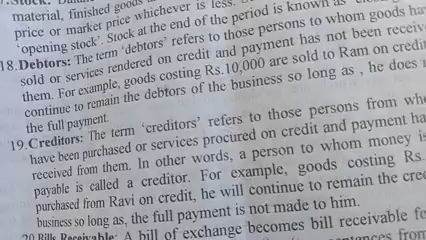 material, finished goods
price or market price whichever is less.
'opening stock'. Stock at the end of the period is known as
18. Debtors: The term 'debtors' refers to those persons to whom goods ha
sold or services rendered on credit and payment has not been receiv
them. For example, goods costing Rs.10,000 are sold to Ram on credit
continue to remain the debtors of the business so long as , he does
the full payment.
19. Creditors: The term 'creditors' refers to those persons from who
have been purchased or services procured on credit and payment ha
received from them. In other words, a person to whom money is
payable is called a creditor. For example, goods costing Rs.
purchased from Ravi on credit, he will continue to remain the cred
business so long as, the full payment is not made to him.
20. Bills Receivable: A bill of exchange becomes bill receivable fo
from